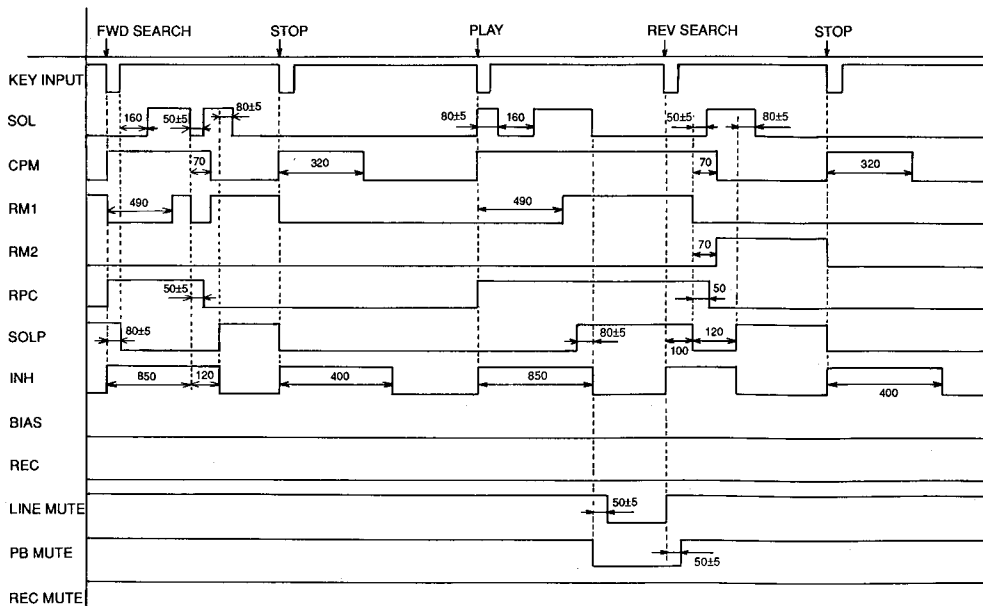 FWD SEARCH STOP PLAY REV SEARCH STOP
KEY INPUT
SOL 160 50±5 80±5 80±5 160 50±5 80±5
CPM 70 320 70 320
RM1 490 490
RM2 70
RPC 50±5 50
SOLP 80±5 80±5 100 120
INH 850 120 400 850 400
BIAS
REC
LINE MUTE 50±5
PB MUTE 50±5
REC MUTE